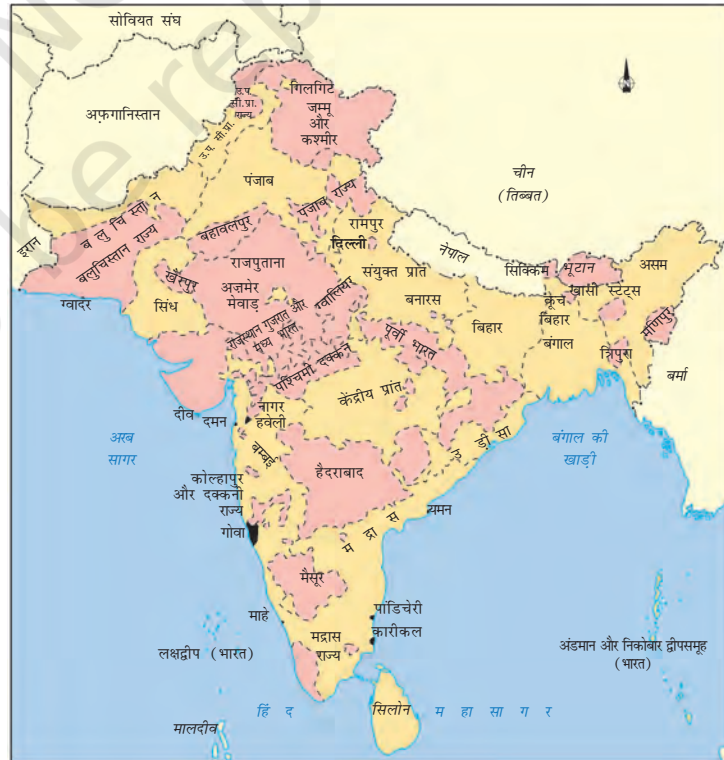 सोवियत संघ
अफ़गानिस्तान
उ.प.
सी.प्रा.
राज्य
गिलगिट
जम्मू
और
कश्मीर
N
उ.प. सी.प्रा.
चीन
(तिब्बत)
पंजाब
पंजाब राज्य
ईरान
बलुचिस्तान
बलुचिस्तान राज्य
बहावलपुर
रामपुर
दिल्ली
नेपाल
राजपुताना
संयुक्त प्रांत
सिक्किम
भूटान
असम
ग्वादर
खैरपुर
सिंध
अजमेर
मेवाड़
ग्वालियर
बनारस
कूच
बिहार
खासी स्टेट्स
बिहार
बंगाल
मणिपुर
राजस्थान गुजरात और
मध्य भारत
पूर्वी भारत
त्रिपुरा
बर्मा
पश्चिमी दक्कन
केंद्रीय प्रांत
दीव दमन
नागर
हवेली
उड़ीसा
अरब
सागर
बम्बई
बंगाल की
खाड़ी
हैदराबाद
कोल्हापुर
और दक्कनी
राज्य
गोवा
मद्रास
यमन
मैसूर
माहे
पांडिचेरी
कारीकल
लक्षद्वीप (भारत)
मद्रास
राज्य
अंडमान और निकोबार द्वीपसमूह
(भारत)
हिंद महासागर
सिलोन
मालदीव